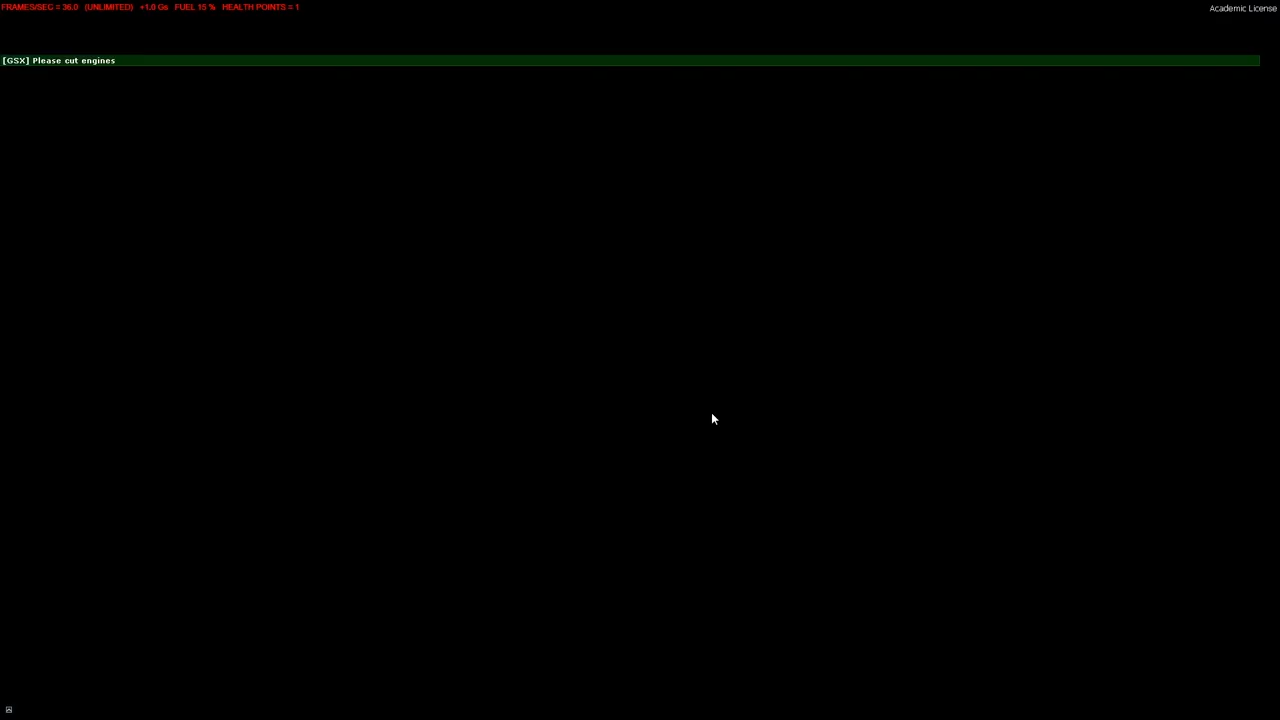 FRAMES/SEC = 36.0 (UNLIMITED) +1.0 Gs FUEL 15 % HEALTH POINTS = 1
Academic License
[GSX] Please cut engines